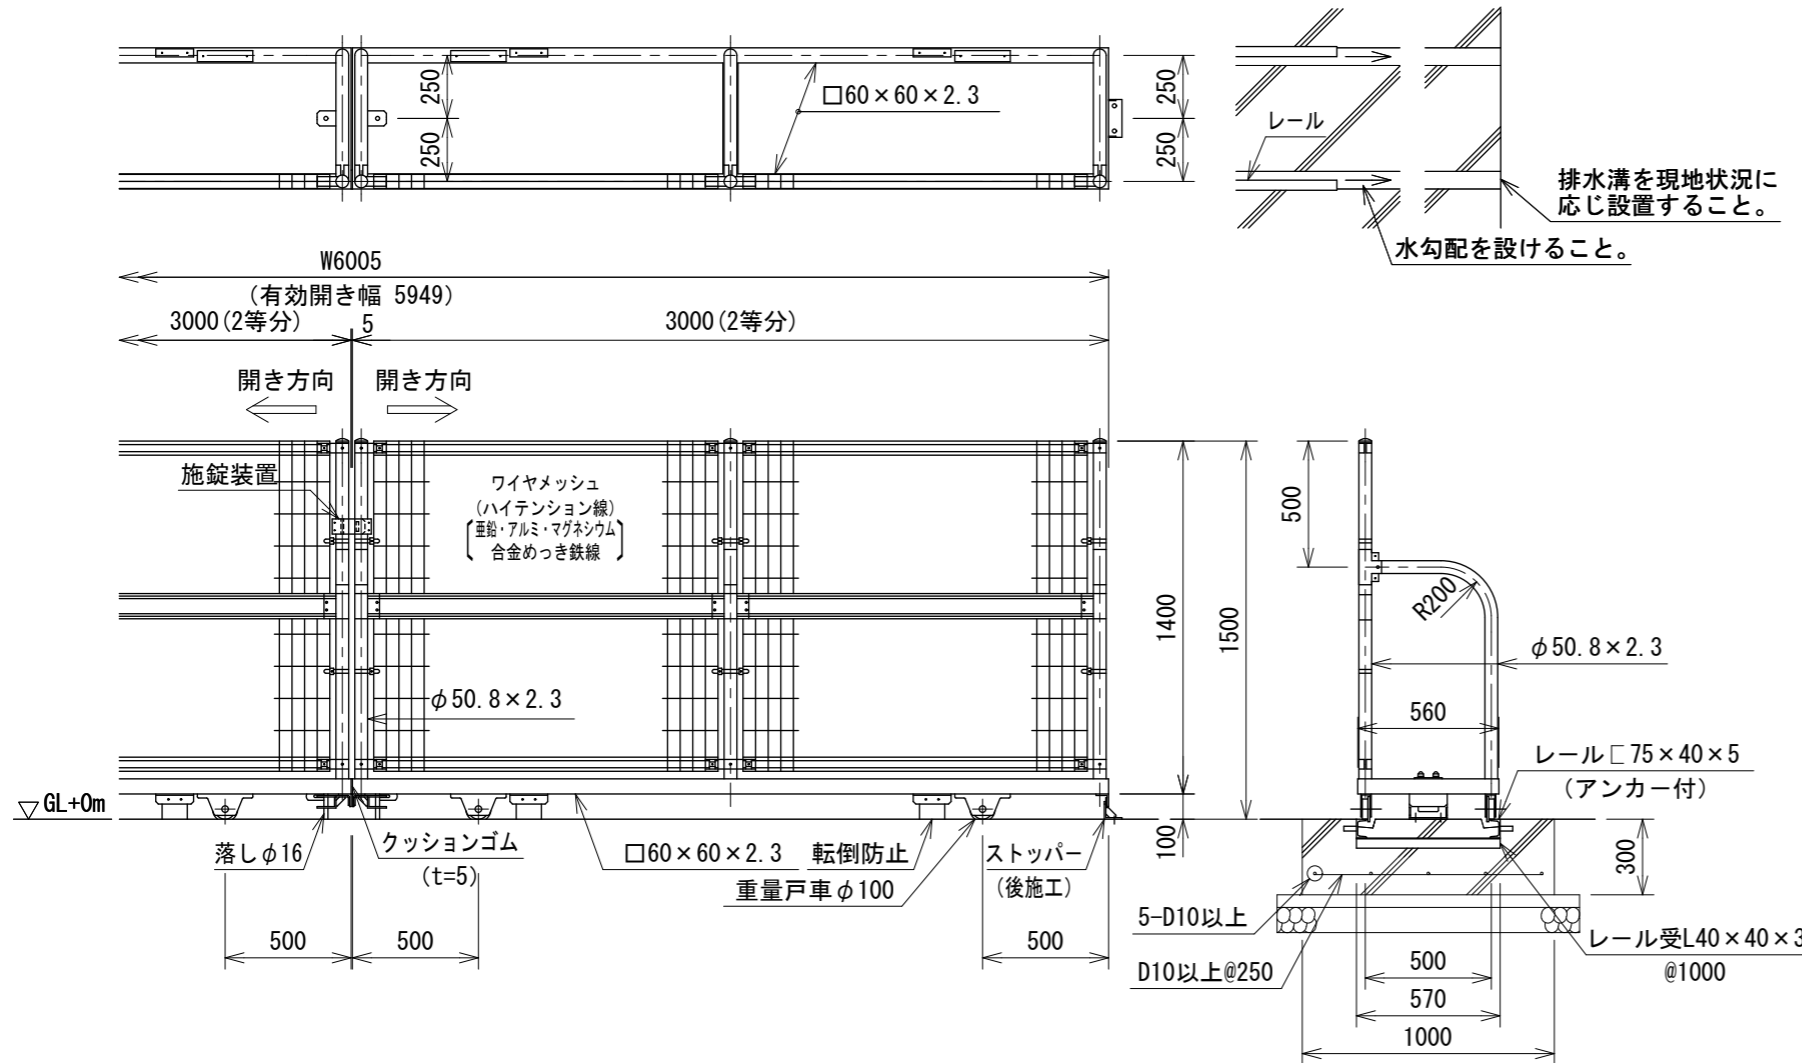 250
250
□60×60×2.3
250
250
レール
排水溝を現地状況に
応じ設置すること。
水勾配を設けること。
W6005
(有効開き幅 5949)
3000(2等分)
5
3000(2等分)
開き方向
開き方向
施錠装置
ワイヤメッシュ
(ハイテンション線)
亜鉛・アルミ・マグネシウム
合金めっき鉄線
φ50.8×2.3
1400
1500
100
500
R200
φ50.8×2.3
560
レール[75×40×5
(アンカー付)
▽GL+0m
落しφ16
クッションゴム
(t=5)
□60×60×2.3
転倒防止
重量戸車φ100
ストッパー
(後施工)
500
500
500
300
5-D10以上
D10以上@250
レール受L40×40×3
@1000
500
570
1000